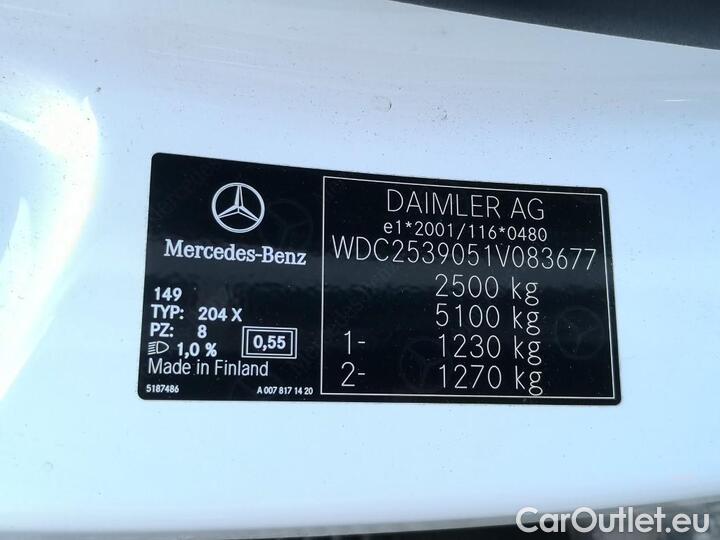 Mercedes-Benz
149
TYP: 204 X
PZ: 8
1,0 % 0,55
Made in Finland
5187486 A 007 817 14 20
DAIMLER AG
e1*2001/116*0480
WDC2539051V083677
2500 kg
5100 kg
1- 1230 kg
2- 1270 kg
CarOutlet.eu